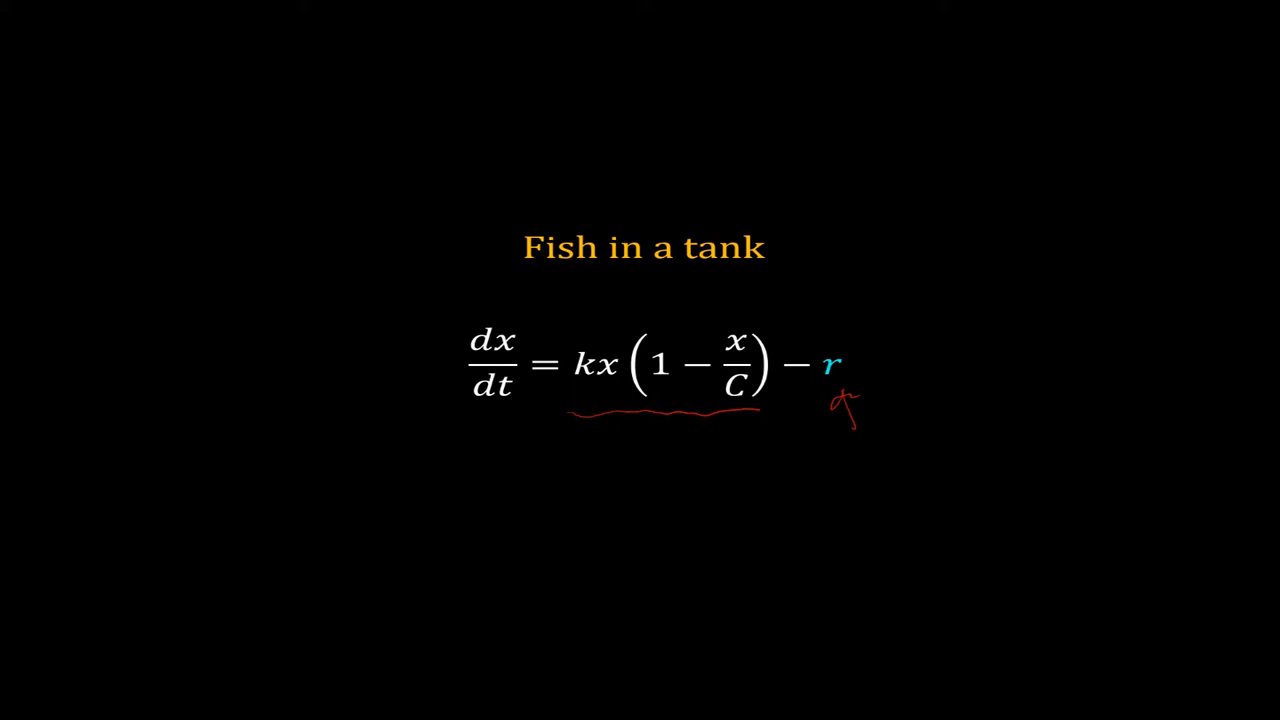 Fish in a tank
dx/dt = kx(1 − x/C) − r